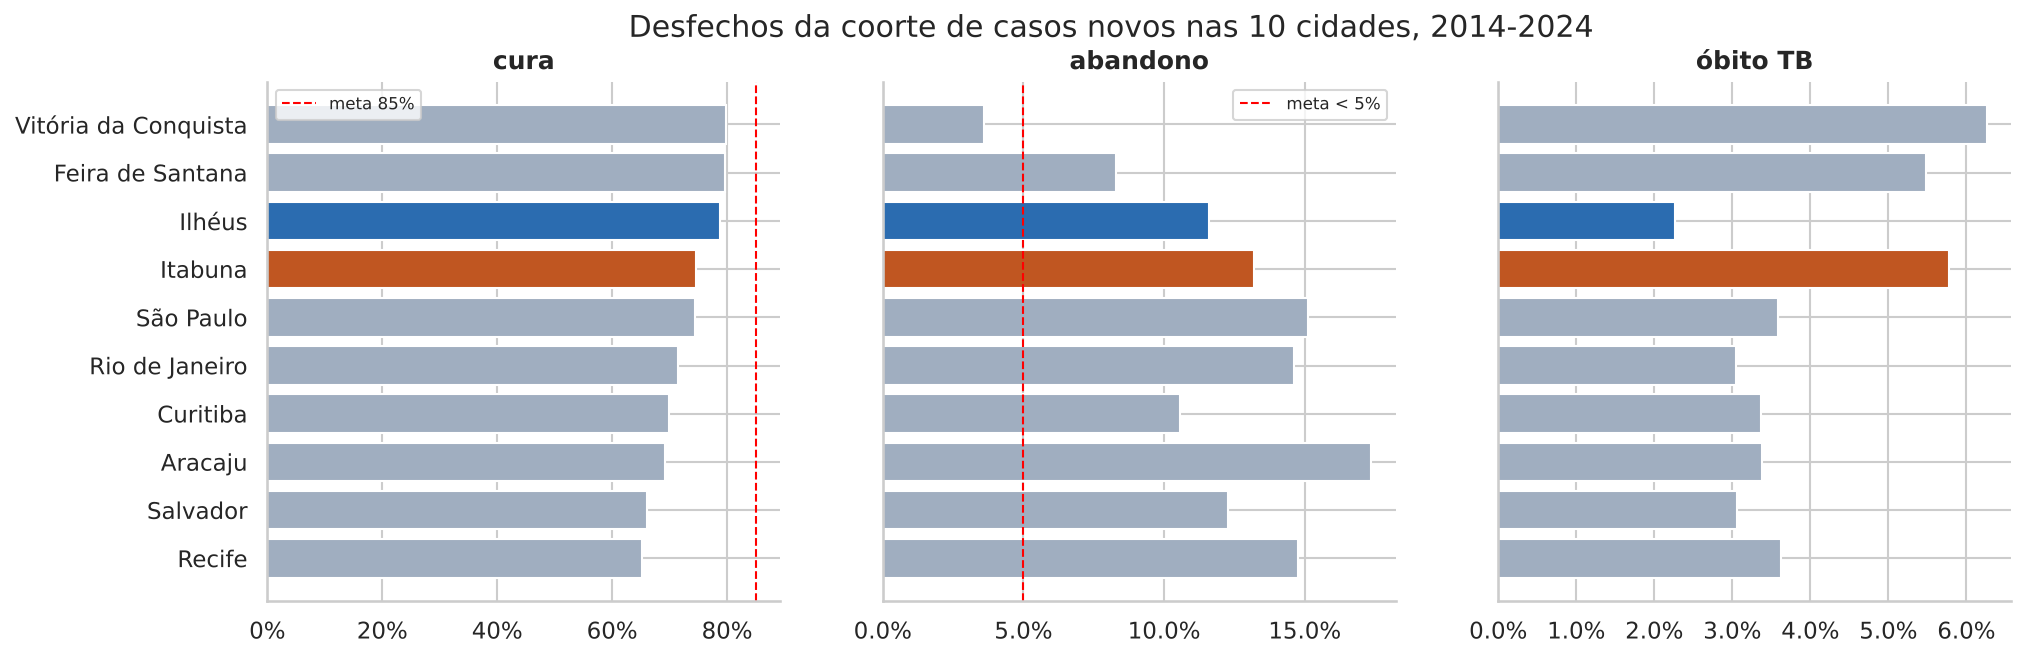 Desfechos da coorte de casos novos nas 10 cidades, 2014-2024
cura
meta 85%
Vitória da Conquista
Feira de Santana
Ilhéus
Itabuna
São Paulo
Rio de Janeiro
Curitiba
Aracaju
Salvador
Recife
0% 20% 40% 60% 80%
abandono
meta < 5%
0.0% 5.0% 10.0% 15.0%
óbito TB
0.0% 1.0% 2.0% 3.0% 4.0% 5.0% 6.0%